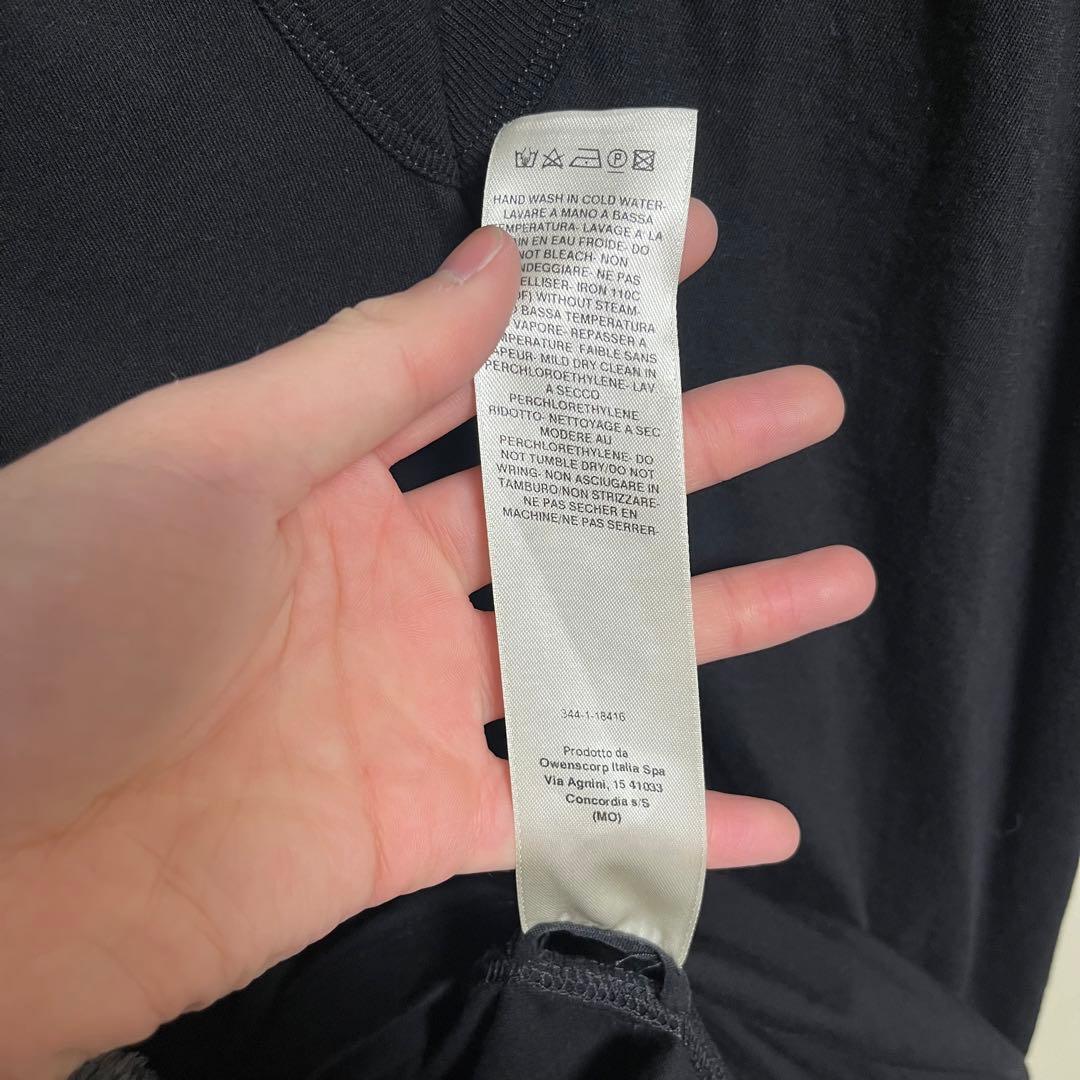 P
HAND WASH IN COLD WATER-
LAVARE A MANO A BASSA
TEMPERATURA- LAVAGE A LA
EN EAU FROIDE- DO
NOT BLEACH- NON
NE PAS
IRON 110C
WITHOUT STEAM-
BASSA TEMPERATURA
VAPORE- REPASSER A
FAIBLE SANS
MILD DRY CLEAN IN
PERCHLOROETHYLENE- LAV.
A SECCO
PERCHLORETHYLENE
RIDOTTO- NETTOYAGE A SEC
MODERE AU
PERCHLORETHYLENE- DO
NOT TUMBLE DRY/DO NOT
WRING- NON ASCIUGARE IN
TAMBURO/NON STRIZZARE-
NE PAS SECHER EN
MACHINE/NE PAS SERRER-
344-1-18416
Prodotto da
Owenscorp Italia Spa
Via Agnini, 15 41033
Concordia s/S
(MO)